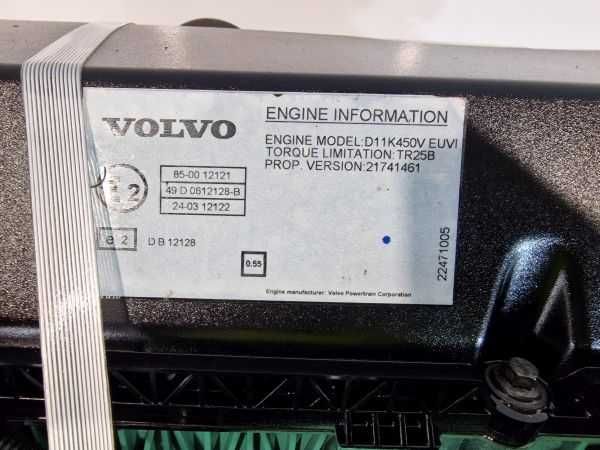 VOLVO
ENGINE INFORMATION
ENGINE MODEL:D11K450V EUVI
TORQUE LIMITATION:TR25B
PROP. VERSION:21741461
85-00 12121
49 D 0612128-B
24-03 12122
2
e 2
D B 12128
0.55
22471005
Engine manufacturer: Volvo Powertrain Corporation